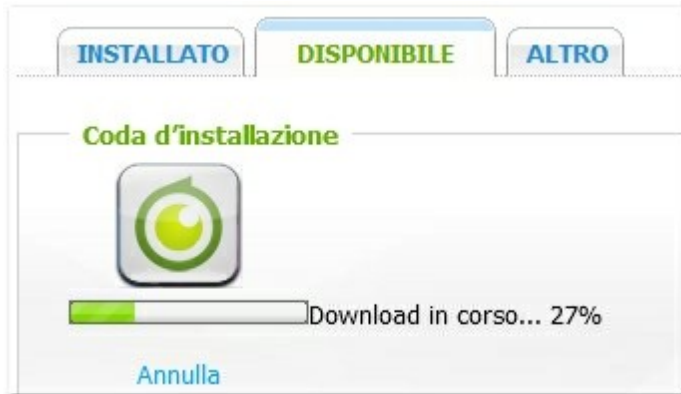 INSTALLATO DISPONIBILE ALTRO
Coda d'installazione
Download in corso... 27%
Annulla